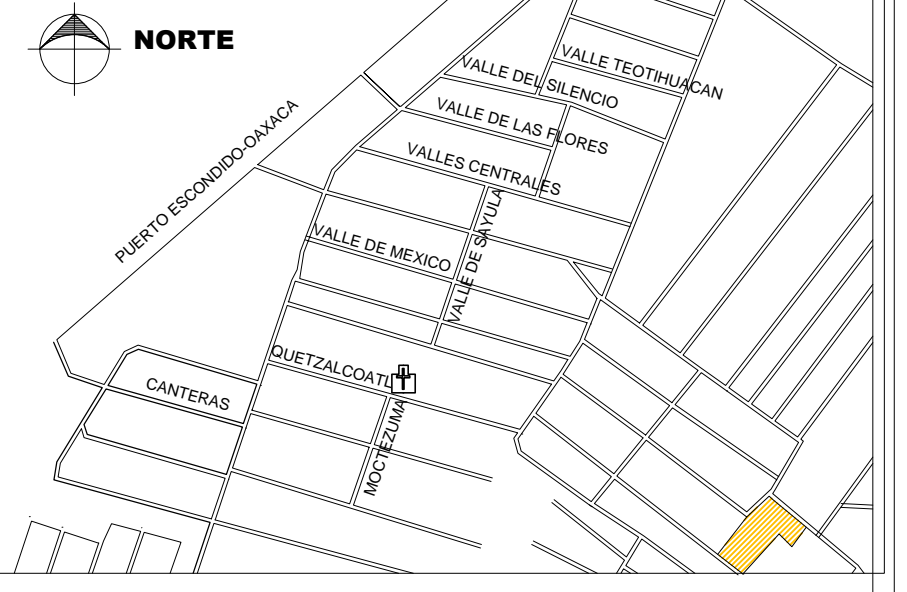 NORTE
VALLE TEOTIHUACAN
VALLE DEL SILENCIO
VALLE DE LAS FLORES
PUERTO ESCONDIDO-OAXACA
VALLES CENTRALES
VALLE DE SAYULA
VALLE DE MEXICO
QUETZALCOATL
CANTERAS
MOCTEZUMA